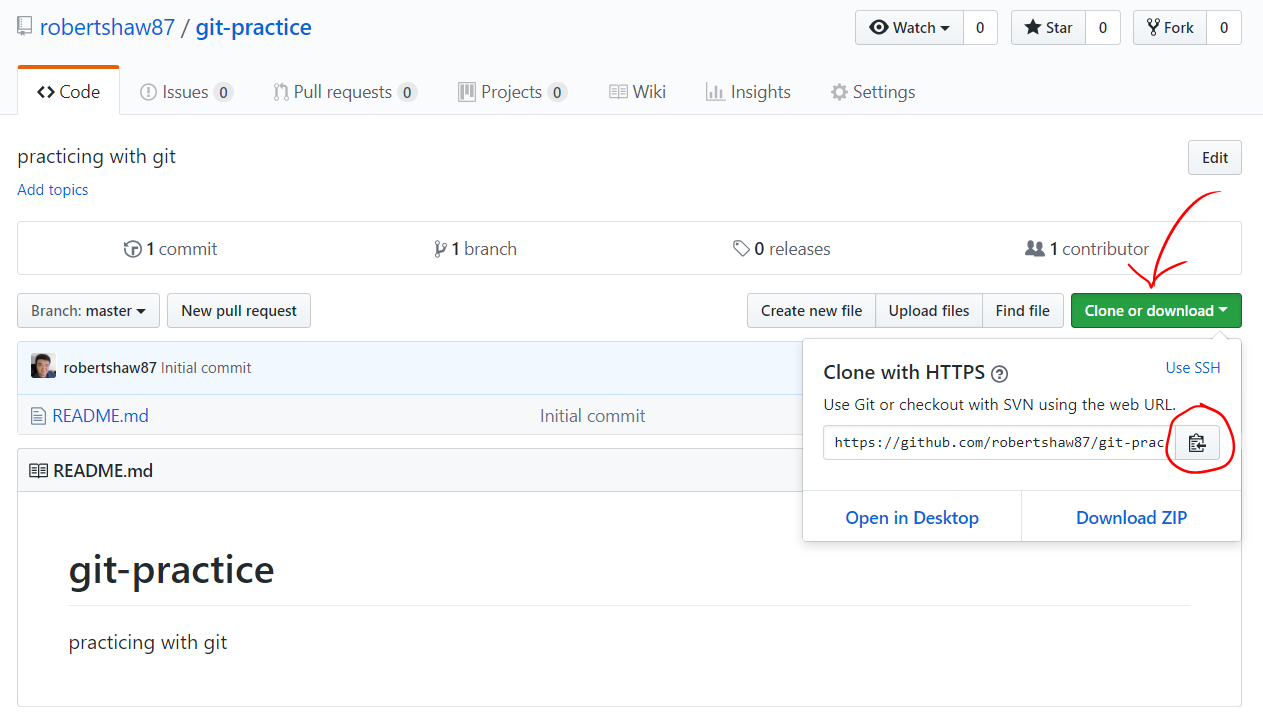 robertshaw87 / git-practice
Watch 0 Star 0 Fork 0
Code Issues 0 Pull requests 0 Projects 0 Wiki Insights Settings
practicing with git
Edit
Add topics
1 commit 1 branch 0 releases 1 contributor
Branch: master New pull request Create new file Upload files Find file Clone or download
robertshaw87 Initial commit
README.md Initial commit
README.md
Clone with HTTPS ? Use SSH
Use Git or checkout with SVN using the web URL.
https://github.com/robertshaw87/git-prac
Open in Desktop Download ZIP
git-practice
practicing with git